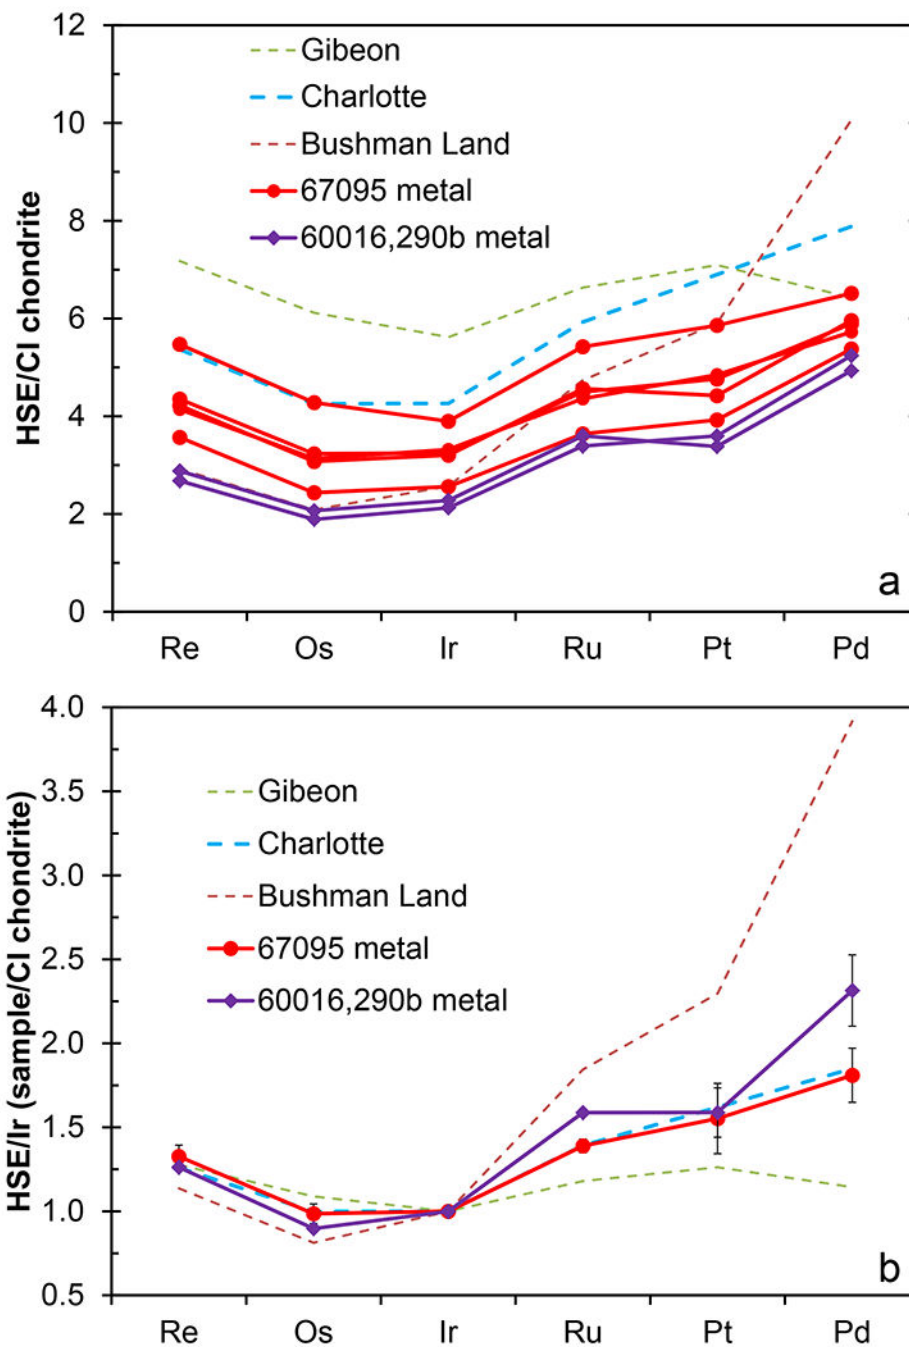 12
10
8
6
4
2
0
HSE/CI chondrite
Gibeon
Charlotte
Bushman Land
67095 metal
60016,290b metal
a
Re Os Ir Ru Pt Pd
4.0
3.5
3.0
2.5
2.0
1.5
1.0
0.5
HSE/Ir (sample/CI chondrite)
Gibeon
Charlotte
Bushman Land
67095 metal
60016,290b metal
b
Re Os Ir Ru Pt Pd